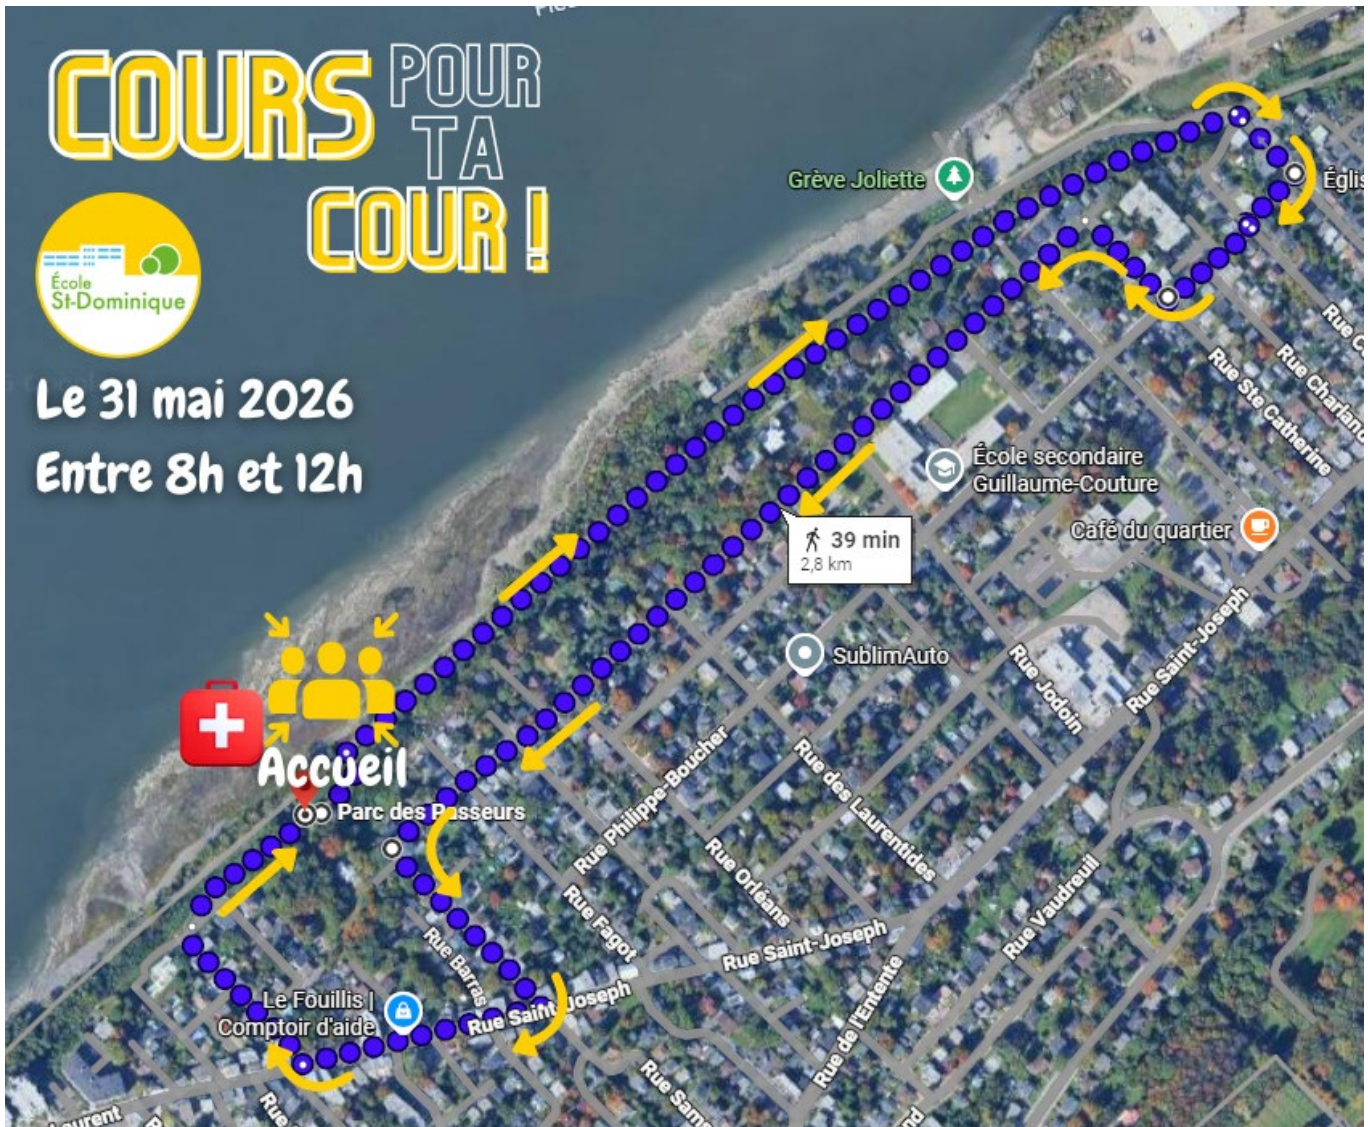 COURS POUR
TA
COUR !
École
St-Dominique
Le 31 mai 2026
Entre 8h et 12h
Grève Joliette
Rue Charlan
Rue Ste Catherine
École secondaire
Guillaume-Couture
Café du quartier
39 min
2,8 km
SublimAuto
Rue Jodoin
Rue Saint-Joseph
Accueil
Parc des Passeurs
Rue Philippe-Boucher
Rue des Laurentides
Rue Orléans
Rue Fagot
Rue Vaudreuil
Rue Saint-Joseph
Rue Barras
Rue de l'Entente
Le Fouillis |
Comptoir d'aide
Rue Saint-Joseph
Rue
Rue